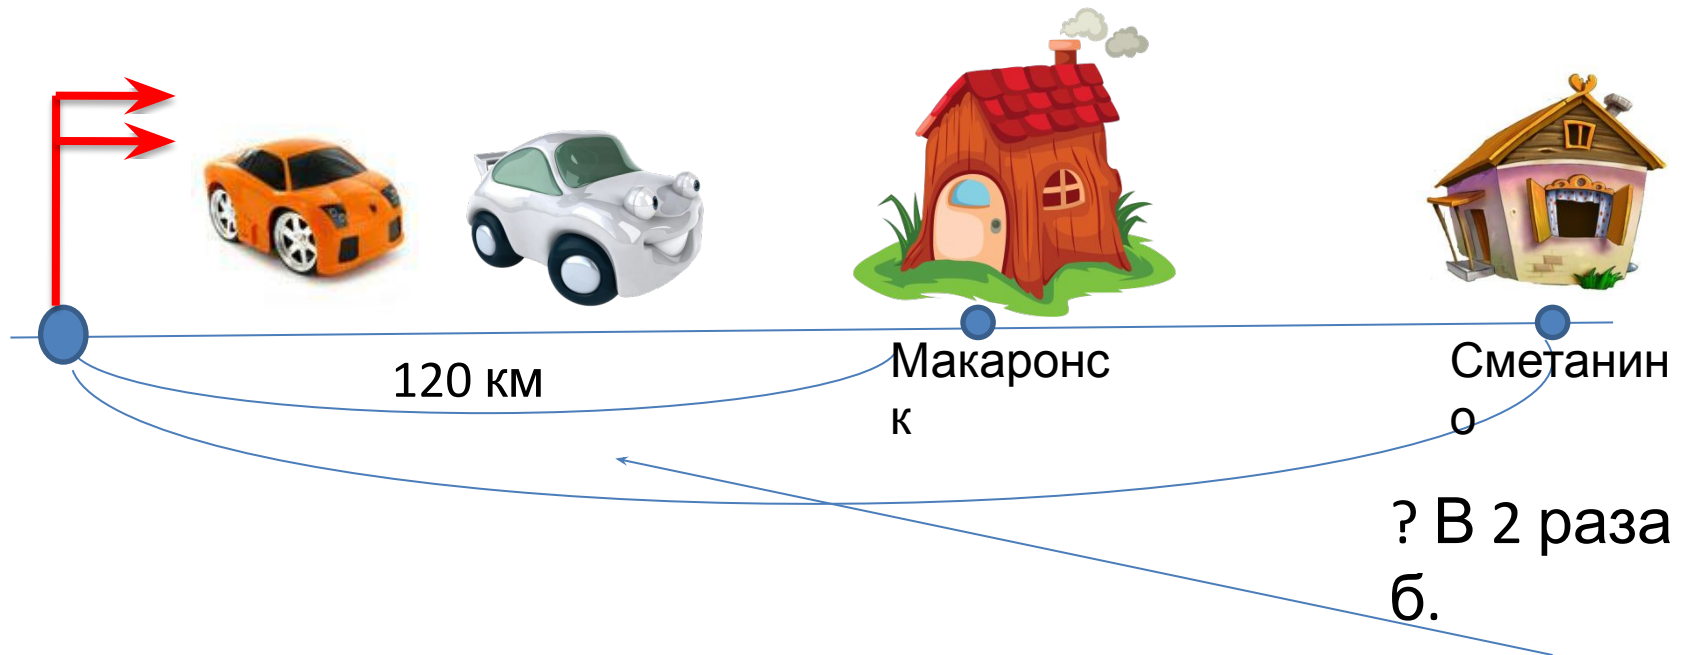 120 км
Макаронс
к
Сметанин
о
? В 2 раза
б.